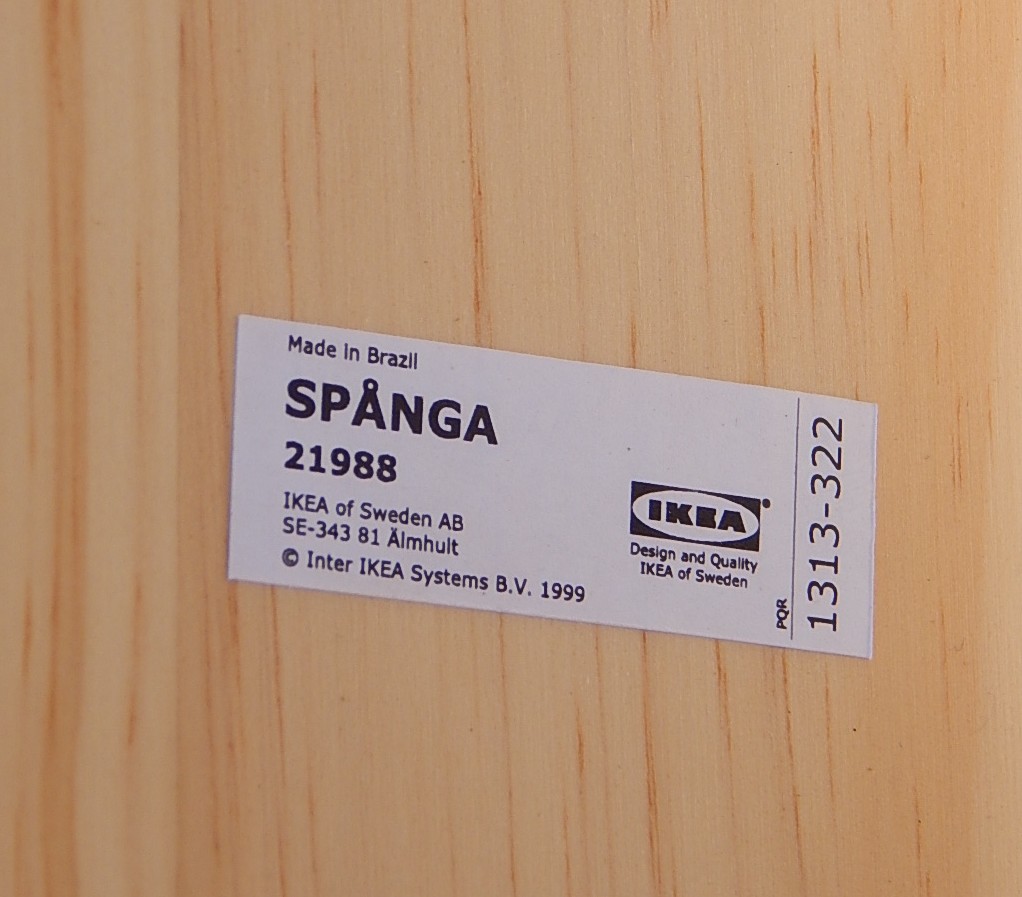 Made in Brazil
SPÅNGA
21988
IKEA of Sweden AB
SE-343 81 Älmhult
© Inter IKEA Systems B.V. 1999
IKEA®
Design and Quality
IKEA of Sweden
PQR
1313-322